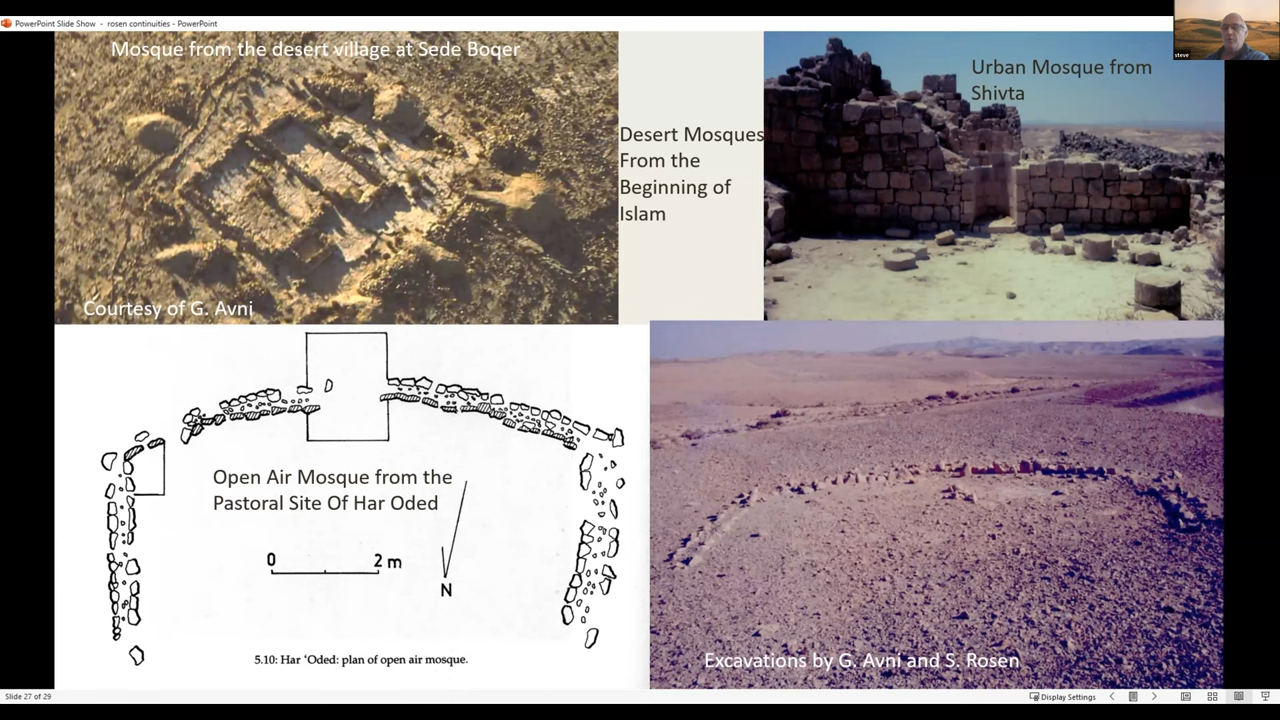 PowerPoint Slide Show - rosen continuities - PowerPoint
steve
Mosque from the desert village at Sede Boqer
Courtesy of G. Avni
Desert Mosques
From the
Beginning of
Islam
Urban Mosque from
Shivta
Open Air Mosque from the
Pastoral Site Of Har Oded
0 2 m
N
5.10: Har ‘Oded: plan of open air mosque.
Excavations by G. Avni and S. Rosen
Slide 27 of 29
Display Settings